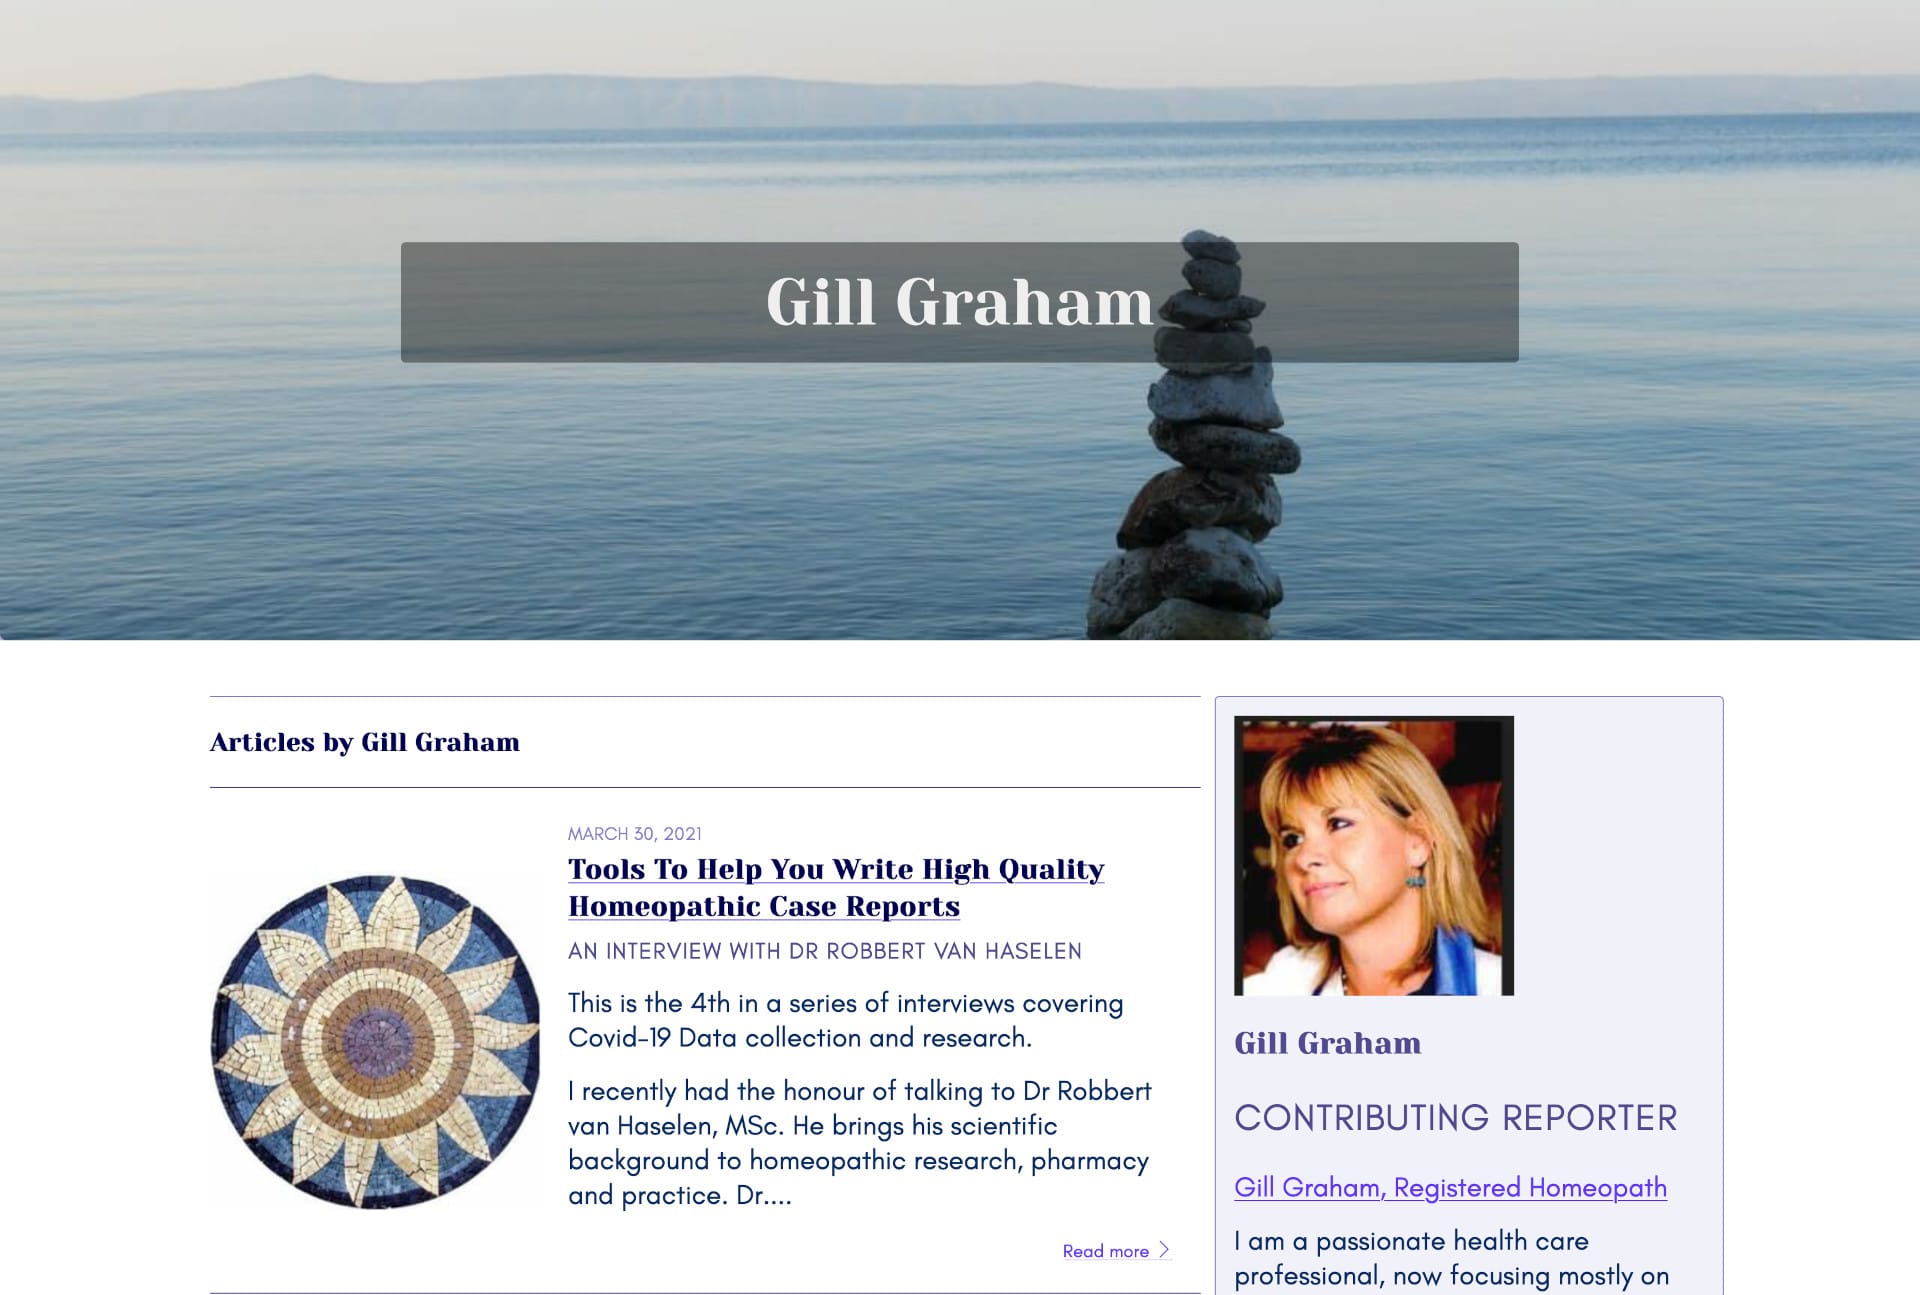 Gill Graham
Articles by Gill Graham
MARCH 30, 2021
Tools To Help You Write High Quality
Homeopathic Case Reports
AN INTERVIEW WITH DR ROBBERT VAN HASELEN
This is the 4th in a series of interviews covering
Covid-19 Data collection and research.
I recently had the honour of talking to Dr Robbert
van Haselen, MSc. He brings his scientific
background to homeopathic research, pharmacy
and practice. Dr....
Read more
Gill Graham
CONTRIBUTING REPORTER
Gill Graham, Registered Homeopath
I am a passionate health care
professional, now focusing mostly on